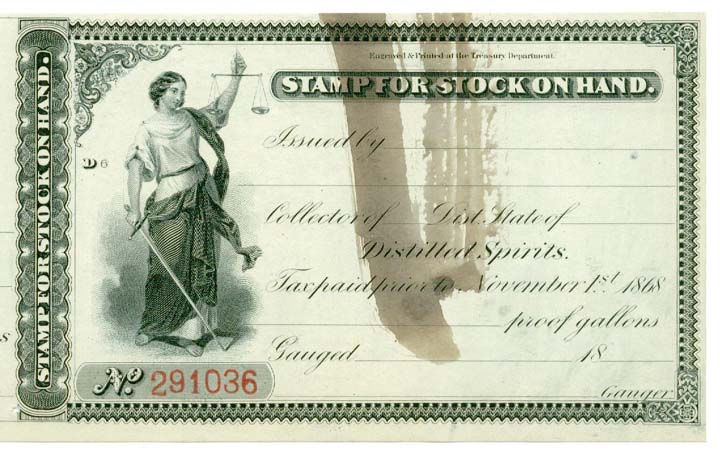 STAMP FOR STOCK ON HAND.
Engraved & Printed at the Treasury Department.
STAMP FOR STOCK ON HAND.
Issued by
D 6
Collector of Dist. State of
Distilled Spirits.
Tax paid prior to November 1st 1868
proof gallons
Gauged 18
No. 291036
Gauger.